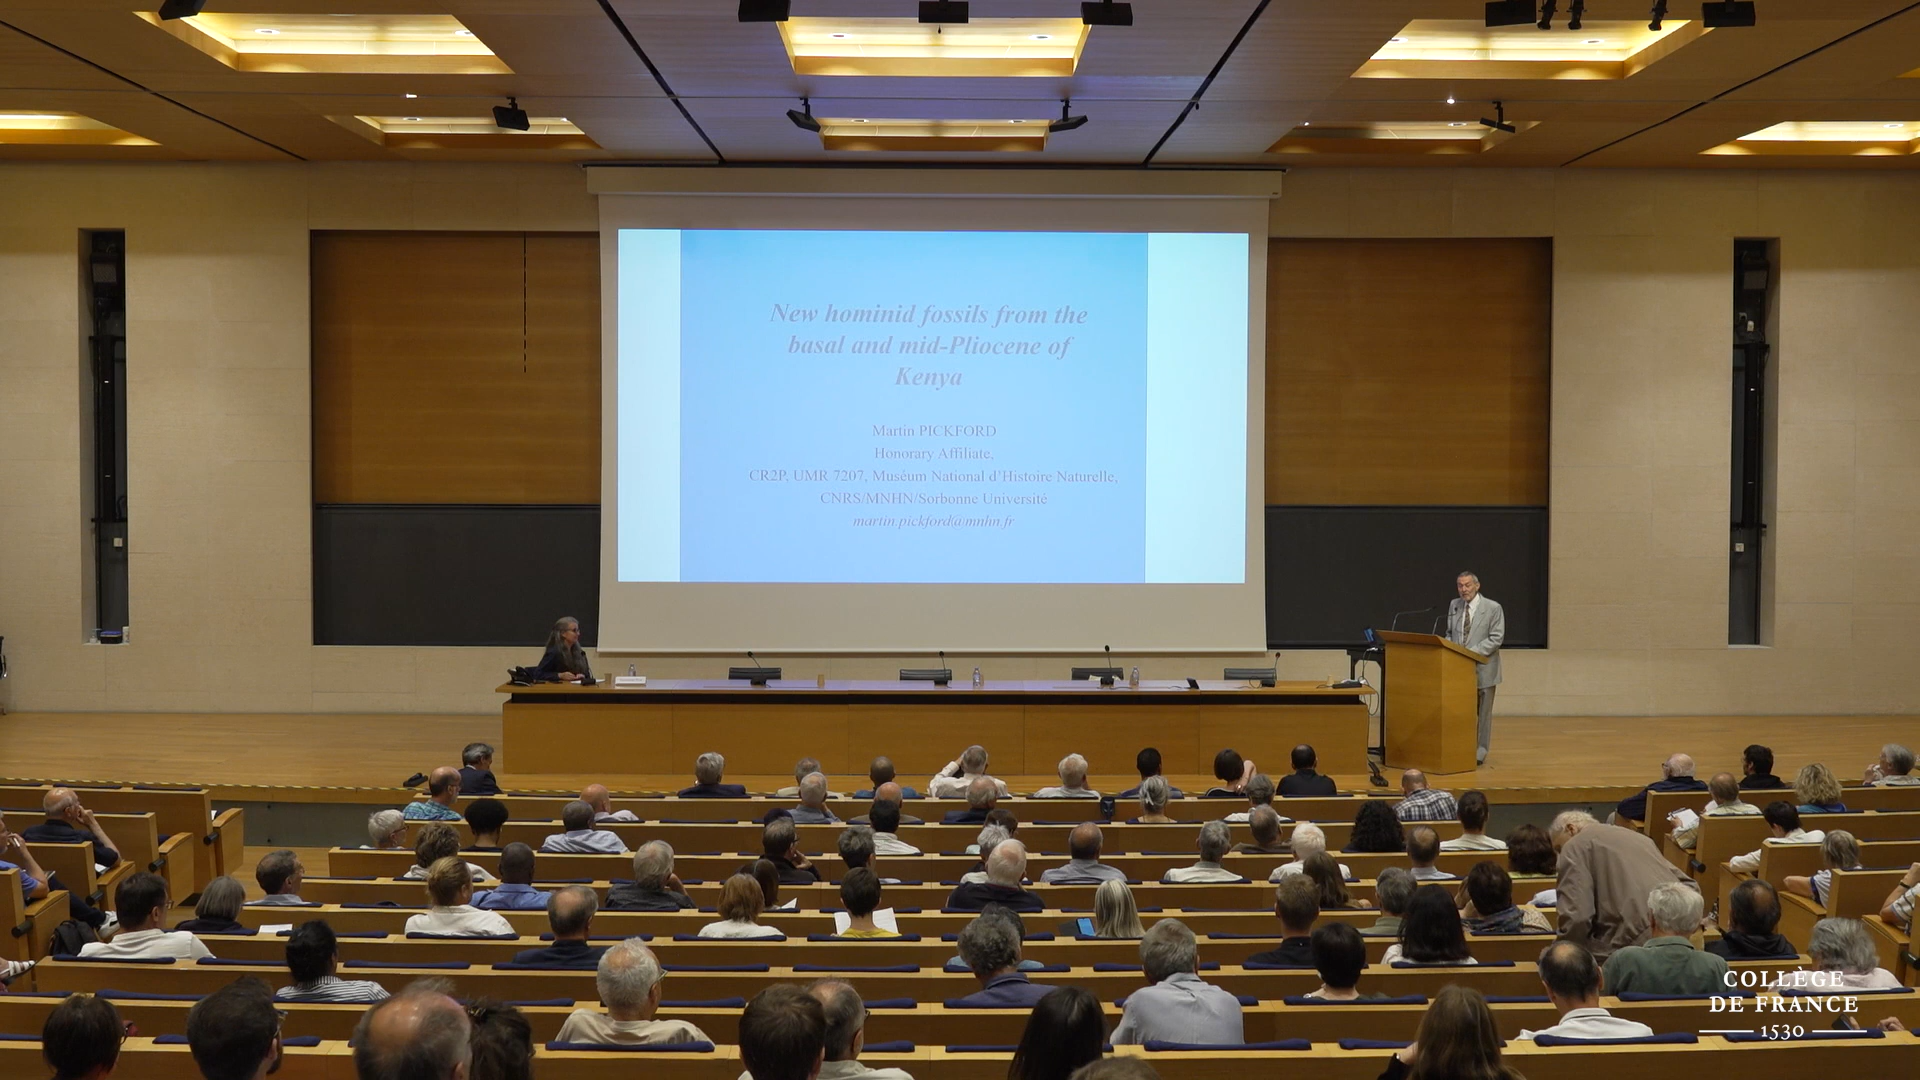 New hominid fossils from the
basal and mid-Pliocene of
Kenya
Martin PICKFORD
Honorary Affiliate,
CR2P, UMR 7207, Muséum National d'Histoire Naturelle,
CNRS/MNHN/Sorbonne Université
martin.pickford@mnhn.fr
COLLÈGE
DE FRANCE
1530